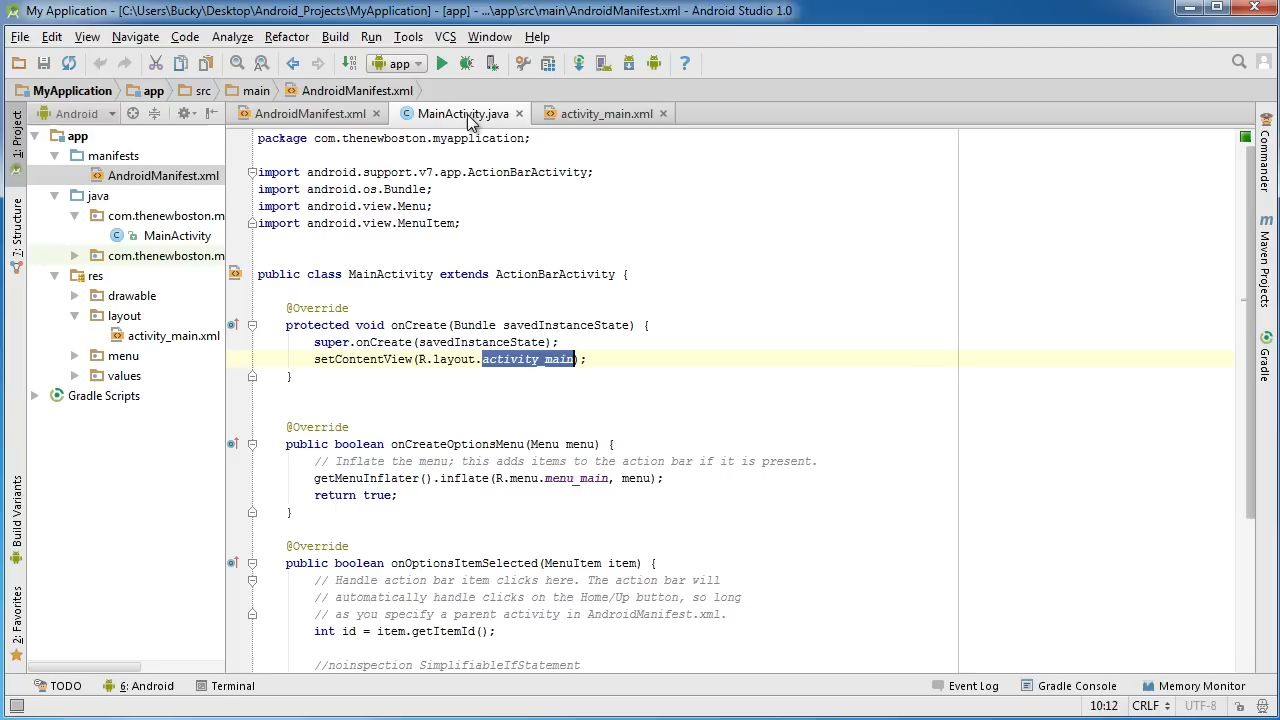 My Application - [C:\Users\Bucky\Desktop\Android_Projects\MyApplication] - [app] - ...\app\src\main\AndroidManifest.xml - Android Studio 1.0
File Edit View Navigate Code Analyze Refactor Build Run Tools VCS Window Help
app
MyApplication app src main AndroidManifest.xml
Android
AndroidManifest.xml MainActivity.java activity_main.xml
1: Project
7: Structure
Build Variants
2: Favorites
app
manifests
AndroidManifest.xml
java
com.thenewboston.m
MainActivity
com.thenewboston.m
res
drawable
layout
activity_main.xml
menu
values
Gradle Scripts
package com.thenewboston.myapplication;
import android.support.v7.app.ActionBarActivity;
import android.os.Bundle;
import android.view.Menu;
import android.view.MenuItem;
public class MainActivity extends ActionBarActivity {
@Override
protected void onCreate(Bundle savedInstanceState) {
super.onCreate(savedInstanceState);
setContentView(R.layout.activity_main);
}
@Override
public boolean onCreateOptionsMenu(Menu menu) {
// Inflate the menu; this adds items to the action bar if it is present.
getMenuInflater().inflate(R.menu.menu_main, menu);
return true;
}
@Override
public boolean onOptionsItemSelected(MenuItem item) {
// Handle action bar item clicks here. The action bar will
// automatically handle clicks on the Home/Up button, so long
// as you specify a parent activity in AndroidManifest.xml.
int id = item.getItemId();
//noinspection SimplifiableIfStatement
Commander
Maven Projects
Gradle
TODO 6: Android Terminal Event Log Gradle Console Memory Monitor
10:12 CRLF UTF-8